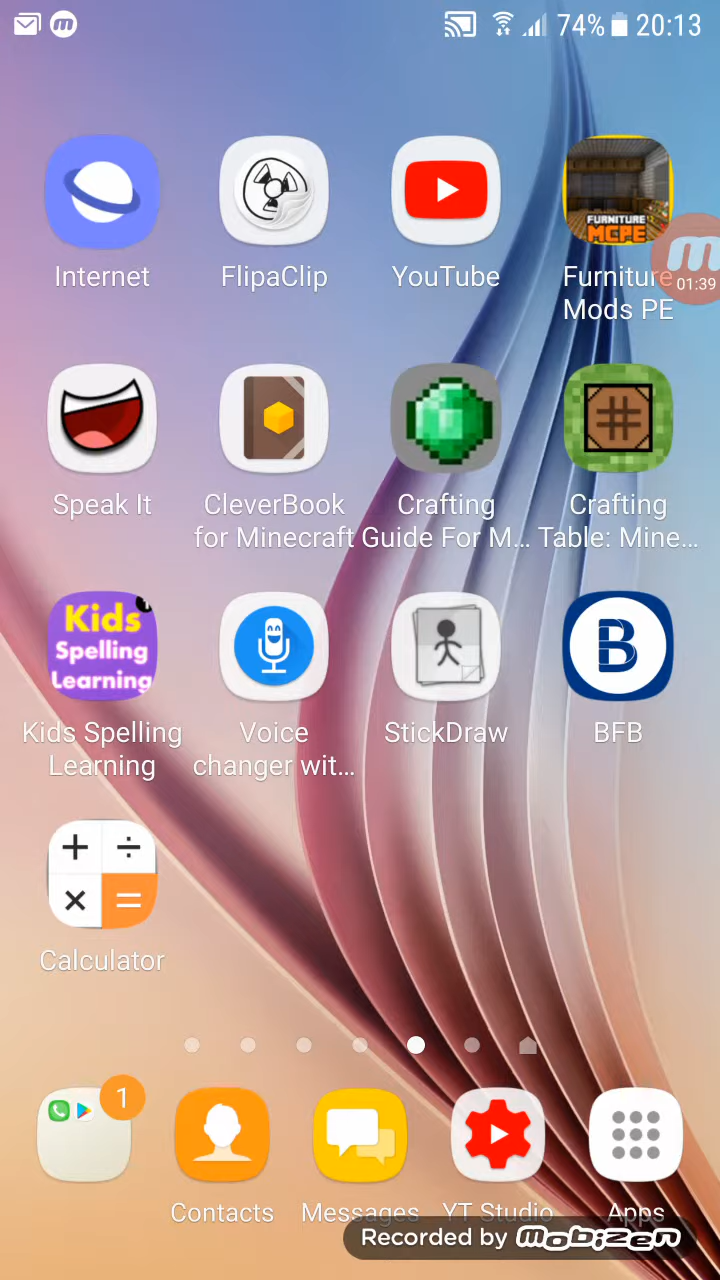 74% 20:13
FURNITURE
MCPE
01:39
Internet
FlipaClip
YouTube
Furniture
Mods PE
Speak It
CleverBook
for Minecraft
Crafting
Guide For M...
Crafting
Table: Mine...
Kids
Spelling
Learning
B
Kids Spelling
Learning
Voice
changer wit...
StickDraw
BFB
+ ÷
× =
Calculator
1
Contacts
Messages
YT Studio
Apps
Recorded by mobizen